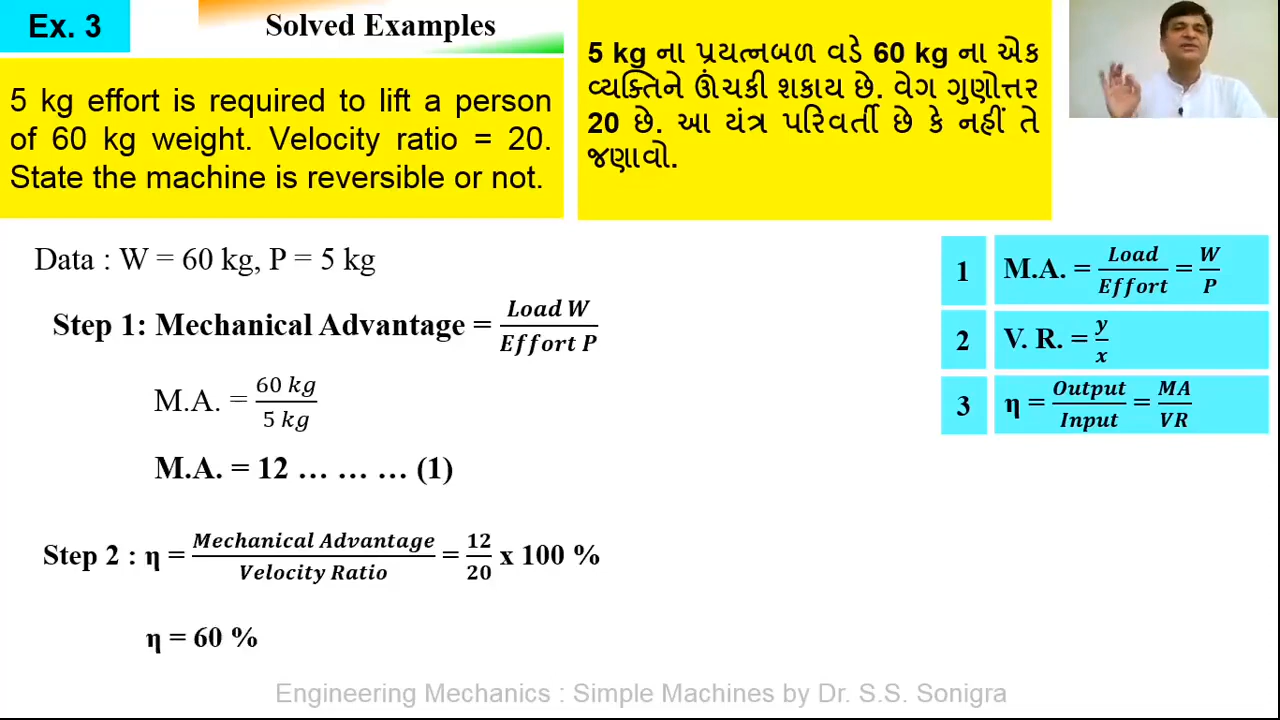 Ex. 3
Solved Examples
5 kg effort is required to lift a person
of 60 kg weight. Velocity ratio = 20.
State the machine is reversible or not.
5 kg ના પ્રયત્નબળ વડે 60 kg ના એક
વ્યક્તિને ઊંચકી શકાય છે. વેગ ગુણોત્તર
20 છે. આ યંત્ર પરિવર્તી છે કે નહીં તે
જણાવો.
Data : W = 60 kg, P = 5 kg
Step 1: Mechanical Advantage = Load W / Effort P
M.A. = 60 kg / 5 kg
M.A. = 12 … … … (1)
Step 2 : η = Mechanical Advantage / Velocity Ratio = 12 / 20 x 100 %
η = 60 %
1 M.A. = Load / Effort = W / P
2 V. R. = y / x
3 η = Output / Input = MA / VR
Engineering Mechanics : Simple Machines by Dr. S.S. Sonigra